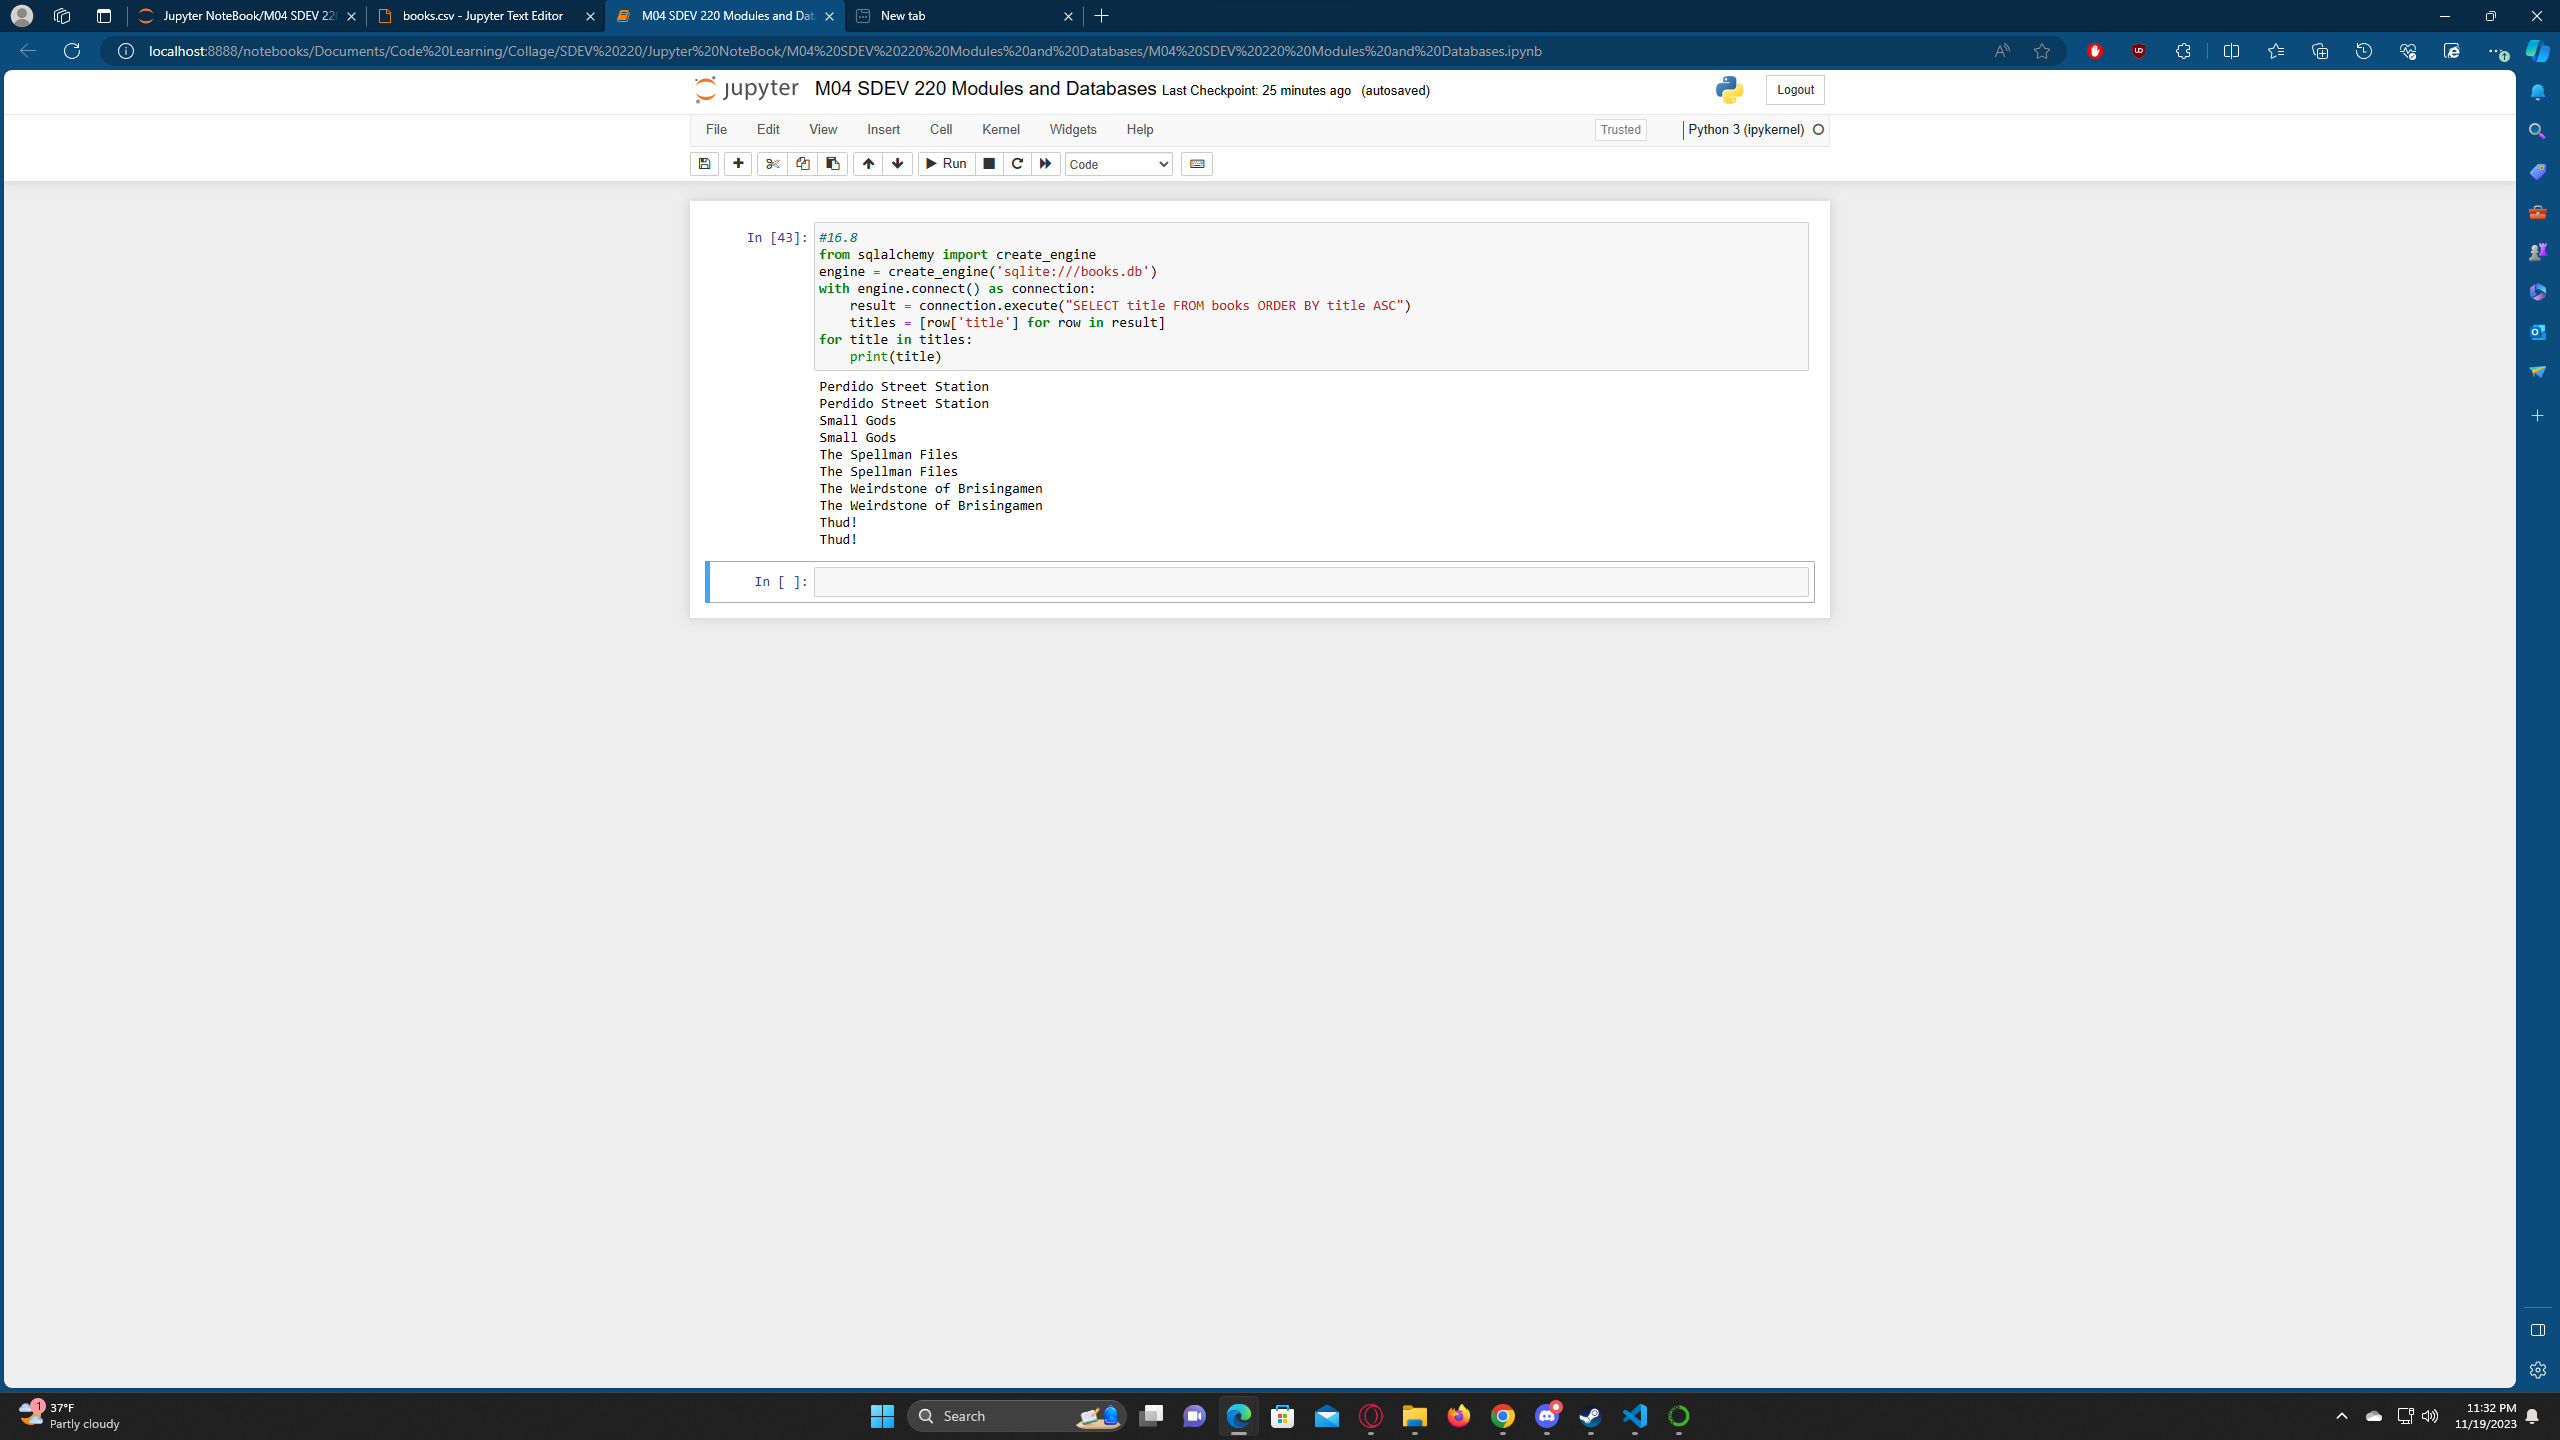 Jupyter NoteBook/M04 SDEV 220
books.csv - Jupyter Text Editor
M04 SDEV 220 Modules and Dat
New tab
localhost:8888/notebooks/Documents/Code%20Learning/Collage/SDEV%20220/Jupyter%20NoteBook/M04%20SDEV%20220%20Modules%20and%20Databases/M04%20SDEV%20220%20Modules%20and%20Databases.ipynb
jupyter M04 SDEV 220 Modules and Databases Last Checkpoint: 25 minutes ago (autosaved)
Logout
File Edit View Insert Cell Kernel Widgets Help
Trusted
Python 3 (ipykernel)
Run
Code
In [43]:
#16.8
from sqlalchemy import create_engine
engine = create_engine('sqlite:///books.db')
with engine.connect() as connection:
    result = connection.execute("SELECT title FROM books ORDER BY title ASC")
    titles = [row['title'] for row in result]
for title in titles:
    print(title)
Perdido Street Station
Perdido Street Station
Small Gods
Small Gods
The Spellman Files
The Spellman Files
The Weirdstone of Brisingamen
The Weirdstone of Brisingamen
Thud!
Thud!
In [ ]:
1
37°F
Partly cloudy
Search
11:32 PM
11/19/2023